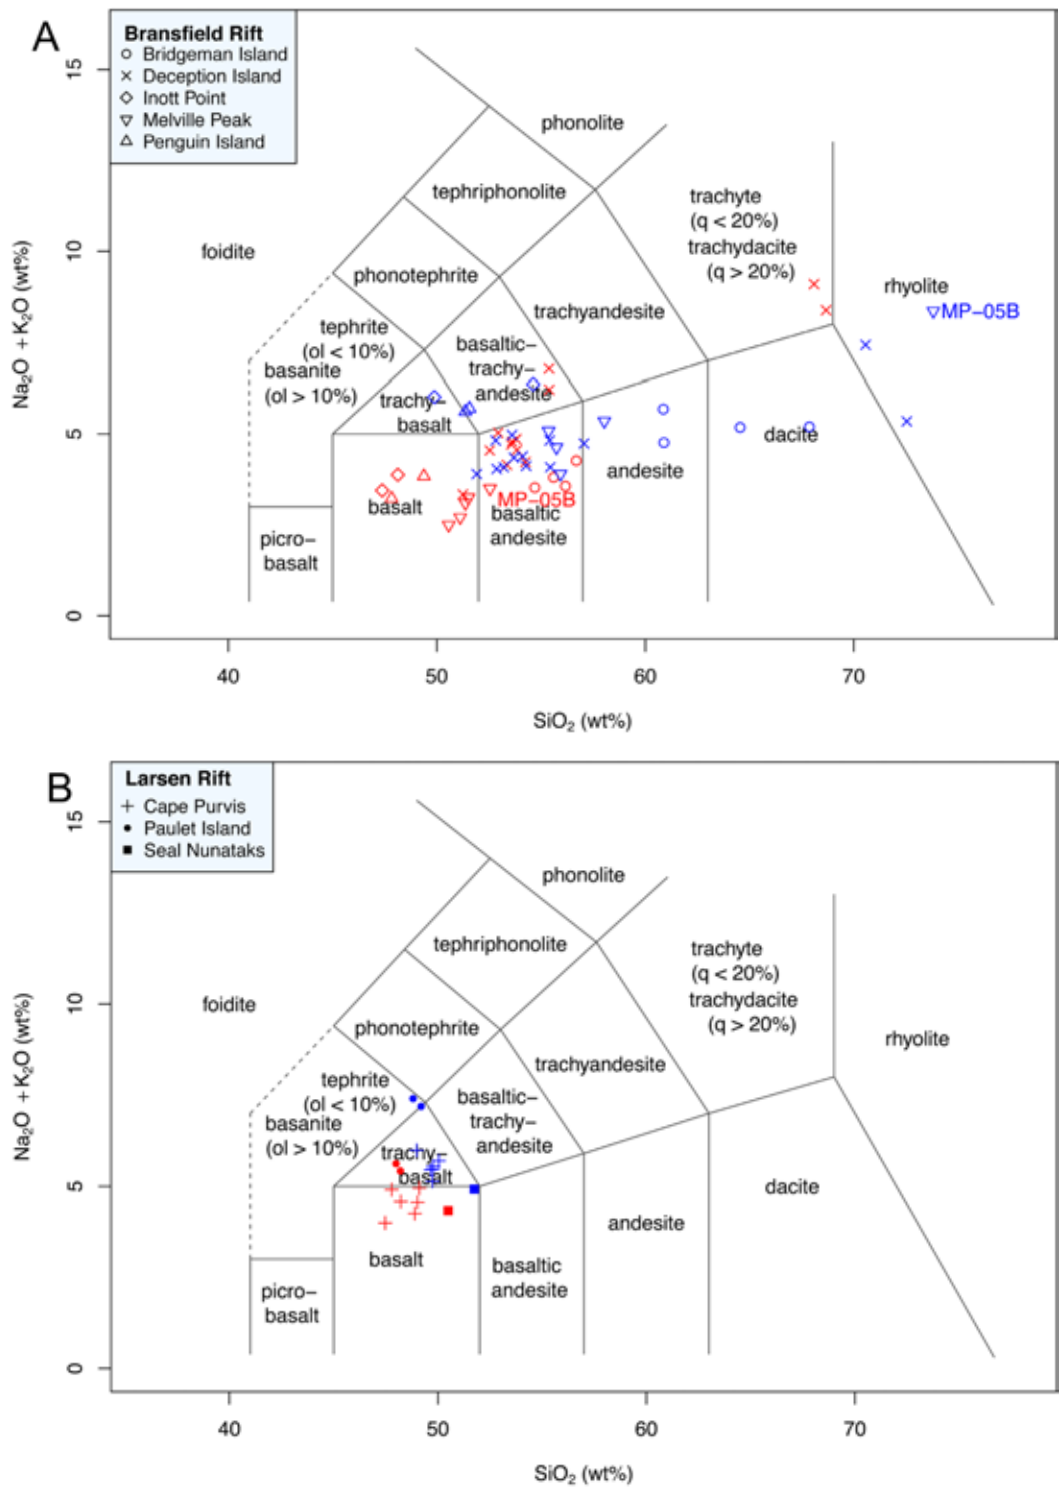 A
Bransfield Rift
Bridgeman Island
Deception Island
Inott Point
Melville Peak
Penguin Island
15
10
5
0
Na2O +K2O (wt%)
phonolite
tephriphonolite
trachyte
(q < 20%)
trachydacite
(q > 20%)
foidite
phonotephrite
rhyolite
MP−05B
trachyandesite
tephrite
(ol < 10%)
basanite
(ol > 10%)
basaltic−
trachy−
andesite
trachy−
basalt
dacite
andesite
MP−05B
basalt
basaltic
andesite
picro−
basalt
40
50
60
70
SiO2 (wt%)
B
Larsen Rift
Cape Purvis
Paulet Island
Seal Nunataks
15
10
5
0
Na2O +K2O (wt%)
phonolite
tephriphonolite
trachyte
(q < 20%)
trachydacite
(q > 20%)
foidite
phonotephrite
rhyolite
trachyandesite
tephrite
(ol < 10%)
basanite
(ol > 10%)
basaltic−
trachy−
andesite
trachy−
basalt
dacite
andesite
basalt
basaltic
andesite
picro−
basalt
40
50
60
70
SiO2 (wt%)